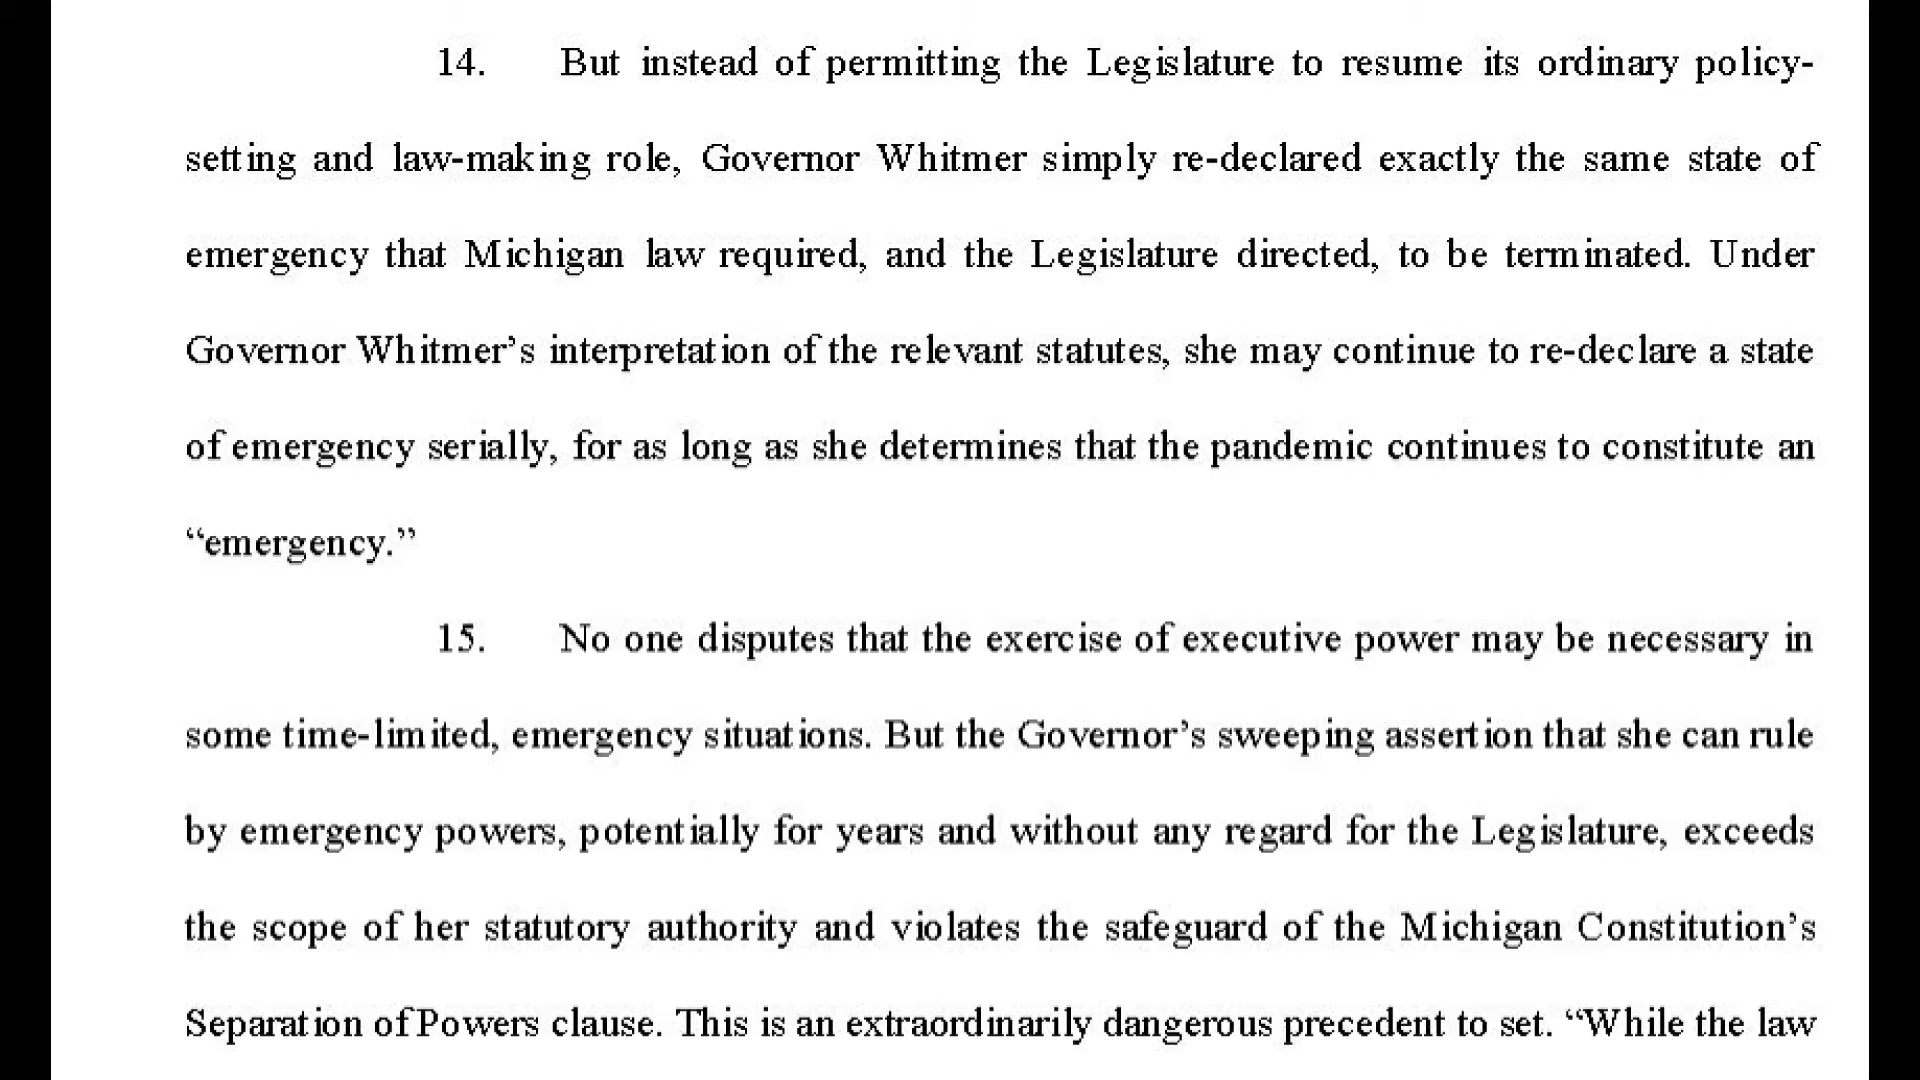 14. But instead of permitting the Legislature to resume its ordinary policy-
setting and law-making role, Governor Whitmer simply re-declared exactly the same state of
emergency that Michigan law required, and the Legislature directed, to be terminated. Under
Governor Whitmer’s interpretation of the relevant statutes, she may continue to re-declare a state
of emergency serially, for as long as she determines that the pandemic continues to constitute an
“emergency.”
15. No one disputes that the exercise of executive power may be necessary in
some time-limited, emergency situations. But the Governor’s sweeping assertion that she can rule
by emergency powers, potentially for years and without any regard for the Legislature, exceeds
the scope of her statutory authority and violates the safeguard of the Michigan Constitution’s
Separation of Powers clause. This is an extraordinarily dangerous precedent to set. “While the law